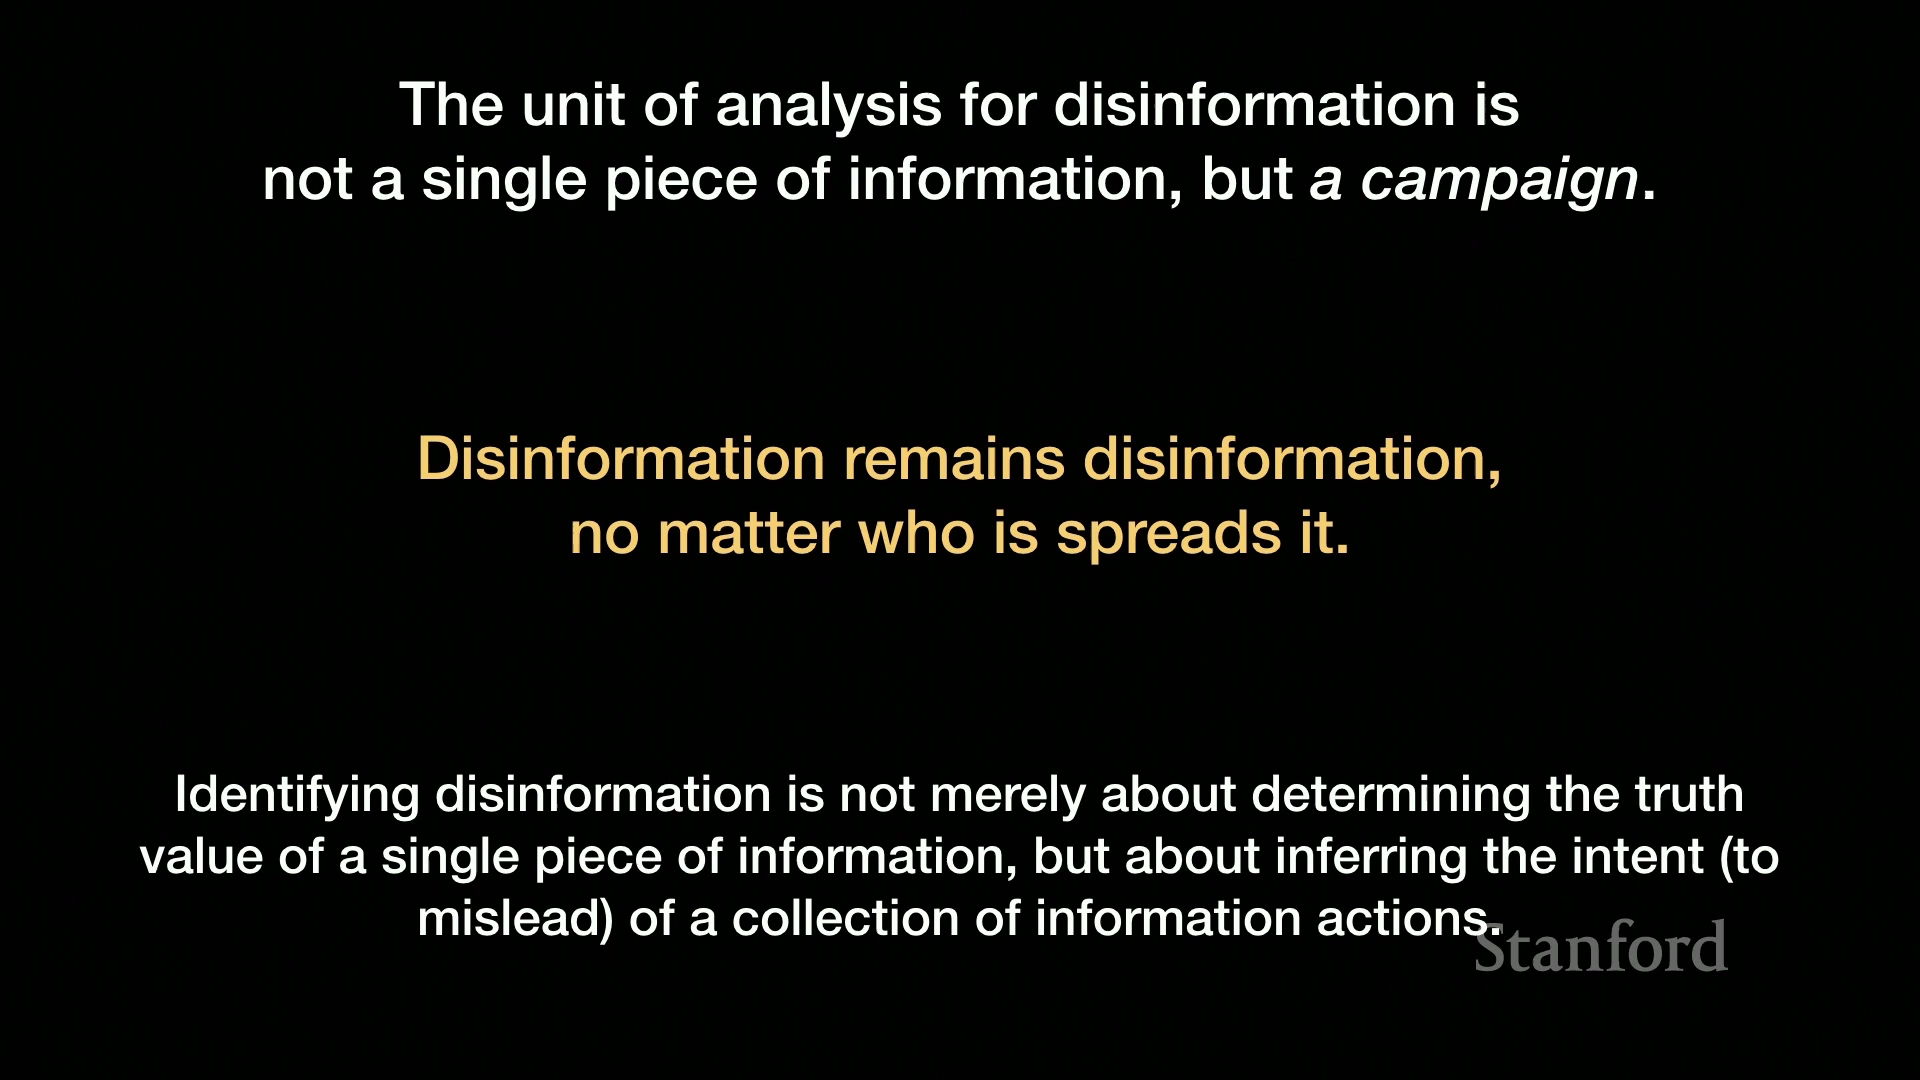 The unit of analysis for disinformation is
not a single piece of information, but a campaign.
Disinformation remains disinformation,
no matter who is spreads it.
Identifying disinformation is not merely about determining the truth
value of a single piece of information, but about inferring the intent (to
mislead) of a collection of information actions.
Stanford